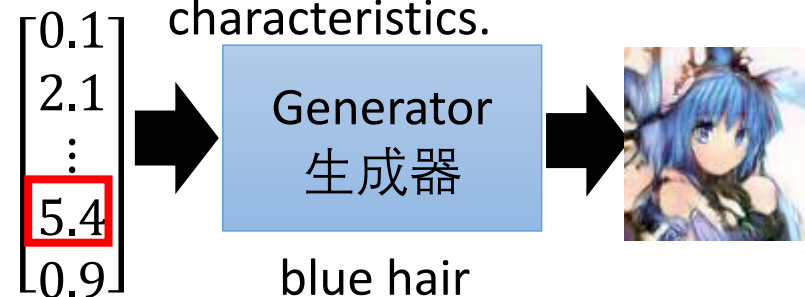 characteristics.
0.1
2.1
⋮
5.4
0.9
Generator
生成器
blue hair